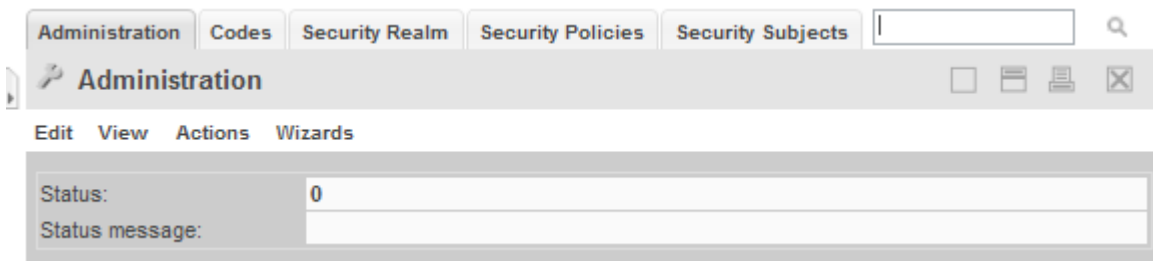 Administration Codes Security Realm Security Policies Security Subjects
Administration
Edit View Actions Wizards
Status: 0
Status message: